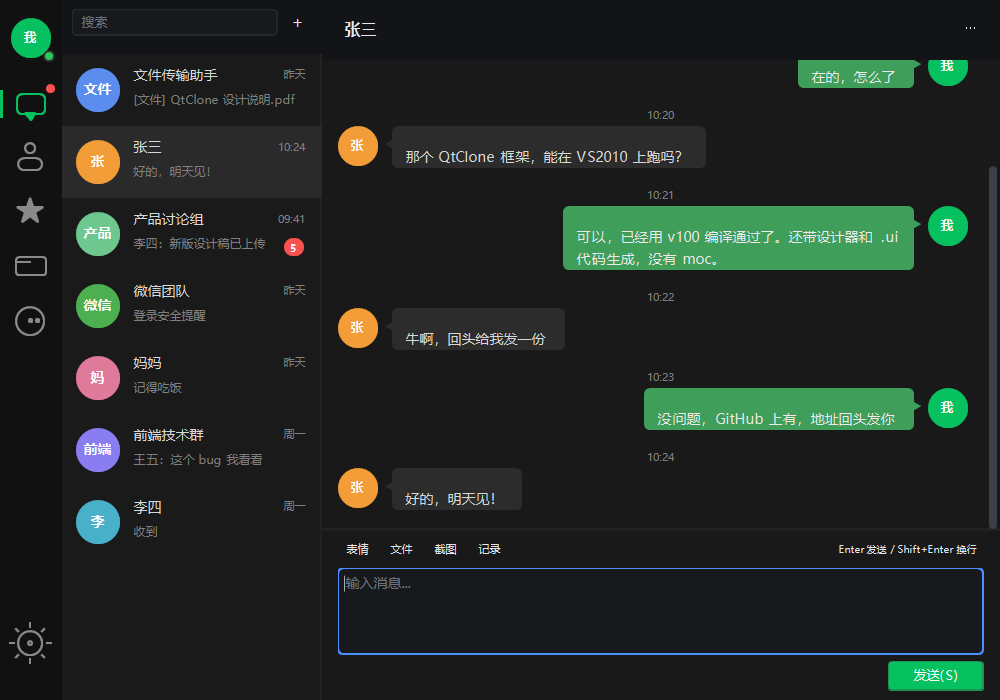 我
搜索
+
文件
文件传输助手
昨天
[文件] QtClone 设计说明.pdf
张
张三
10:24
好的，明天见！
产品
产品讨论组
09:41
李四：新版设计稿已上传
5
微信
微信团队
昨天
登录安全提醒
妈
妈妈
昨天
记得吃饭
前端
前端技术群
周一
王五：这个 bug 我看看
李
李四
周一
收到
张三
...
在的，怎么了
我
10:20
张
那个 QtClone 框架，能在 VS2010 上跑吗？
10:21
可以，已经用 v100 编译通过了。还带设计器和 .ui
代码生成，没有 moc。
我
10:22
张
牛啊，回头给我发一份
10:23
没问题，GitHub 上有，地址回头发你
我
10:24
张
好的，明天见！
表情 文件 截图 记录
Enter 发送 / Shift+Enter 换行
输入消息...
发送(S)